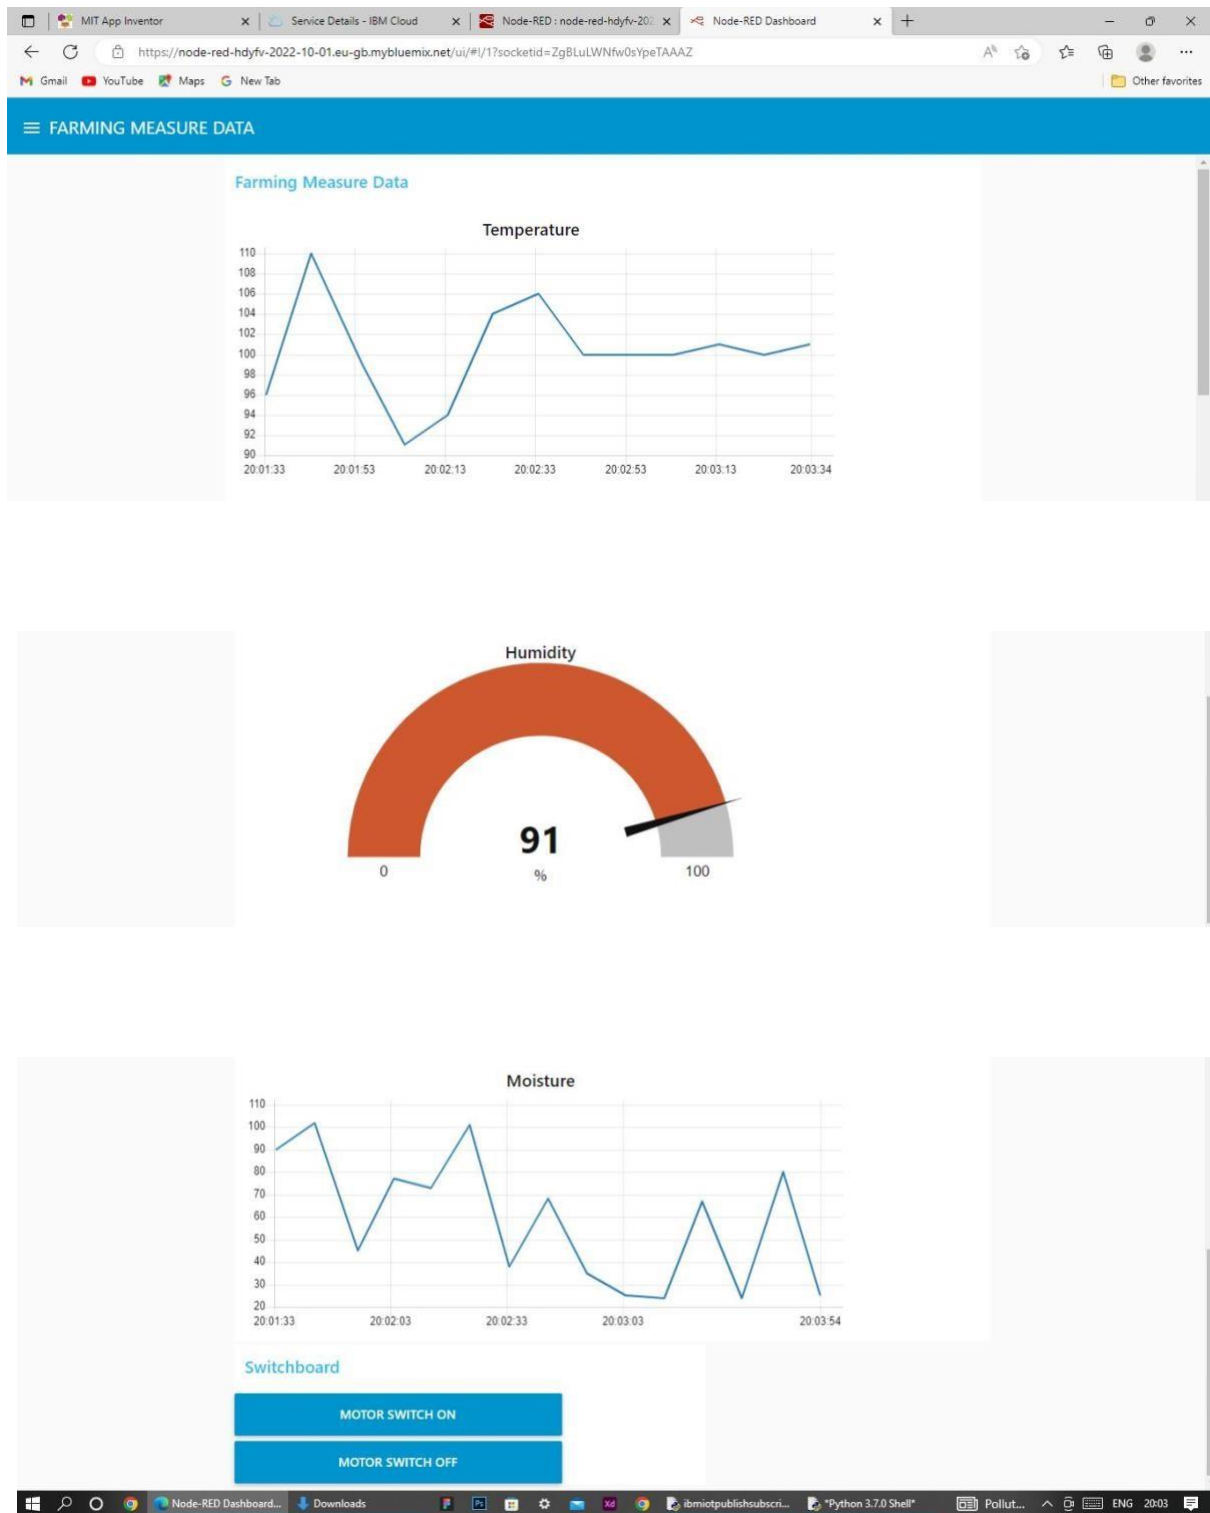 MIT App Inventor
Service Details - IBM Cloud
Node-RED : node-red-hdyfv-202
Node-RED Dashboard
https://node-red-hdyfv-2022-10-01.eu-gb.mybluemix.net/ui/#!/1?socketid=ZgBLuLWNfw0sYpeTAAAZ
Gmail YouTube Maps New Tab Other favorites
FARMING MEASURE DATA
Farming Measure Data
Temperature
110
108
106
104
102
100
98
96
94
92
90
20:01:33 20:01:53 20:02:13 20:02:33 20:02:53 20:03:13 20:03:34
Humidity
91
%
0 100
Moisture
110
100
90
80
70
60
50
40
30
20
20:01:33 20:02:03 20:02:33 20:03:03 20:03:54
Switchboard
MOTOR SWITCH ON
MOTOR SWITCH OFF
Node-RED Dashboard... Downloads ibmiotpublishsubscri... *Python 3.7.0 Shell* Pollut... ENG 20:03